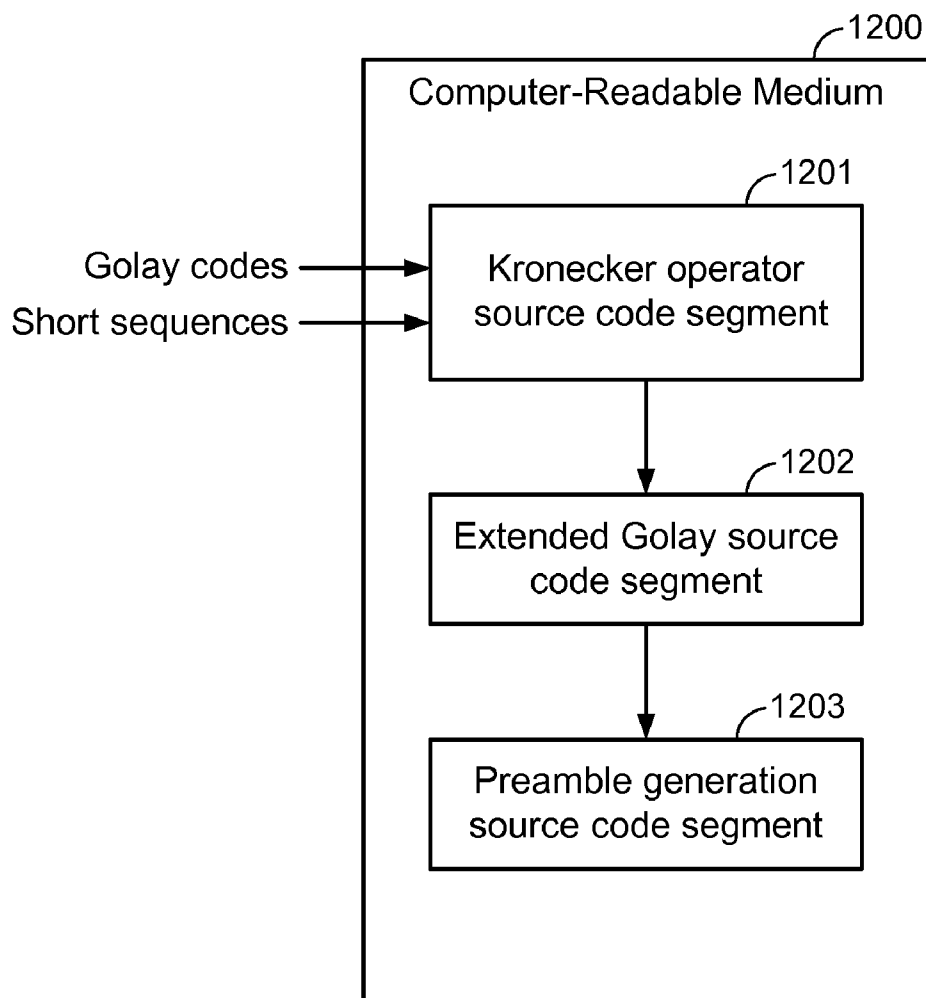 1200
Computer-Readable Medium
1201
Golay codes
Short sequences
Kronecker operator
source code segment
1202
Extended Golay source
code segment
1203
Preamble generation
source code segment